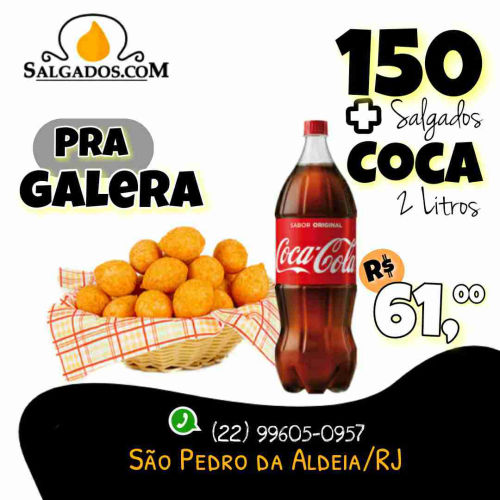 SALGADOS.COM
PRA
GALERA
150
+ Salgados
COCA
2 Litros
SABOR ORIGINAL
Coca-Cola
R$
61,00
(22) 99605-0957
SÃO PEDRO DA ALDEIA/RJ